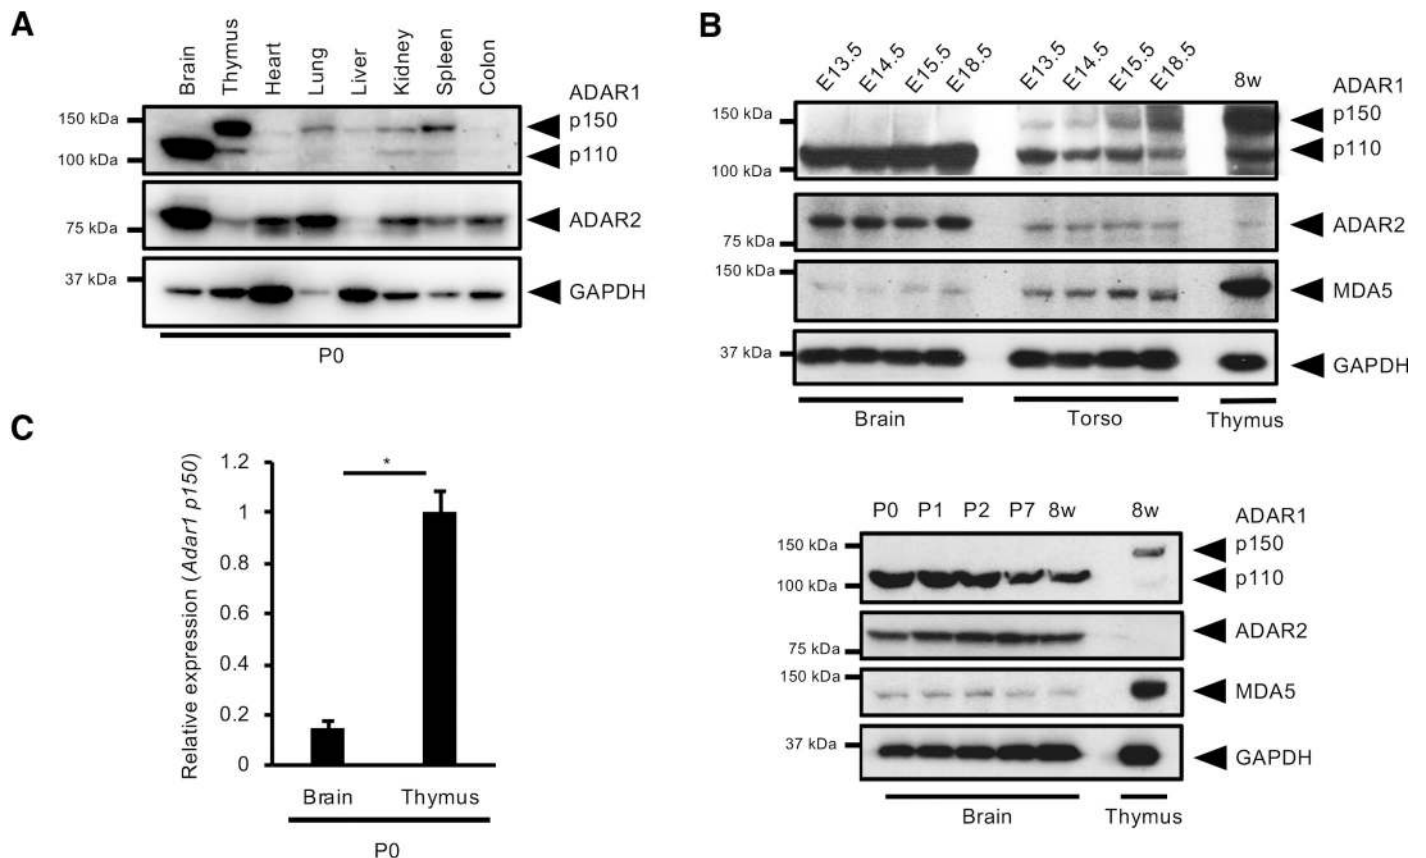 A
Brain Thymus Heart Lung Liver Kidney Spleen Colon
ADAR1
150 kDa p150
100 kDa p110
75 kDa ADAR2
37 kDa GAPDH
P0
B
E13.5 E14.5 E15.5 E18.5 E13.5 E14.5 E15.5 E18.5 8w
ADAR1
150 kDa p150
p110
100 kDa
ADAR2
75 kDa
150 kDa
MDA5
37 kDa
GAPDH
Brain Torso Thymus
P0 P1 P2 P7 8w 8w
ADAR1
150 kDa p150
100 kDa p110
ADAR2
75 kDa
150 kDa
MDA5
37 kDa
GAPDH
Brain Thymus
C
Relative expression (Adar1 p150)
1.2
1
0.8
0.6
0.4
0.2
0
*
Brain Thymus
P0